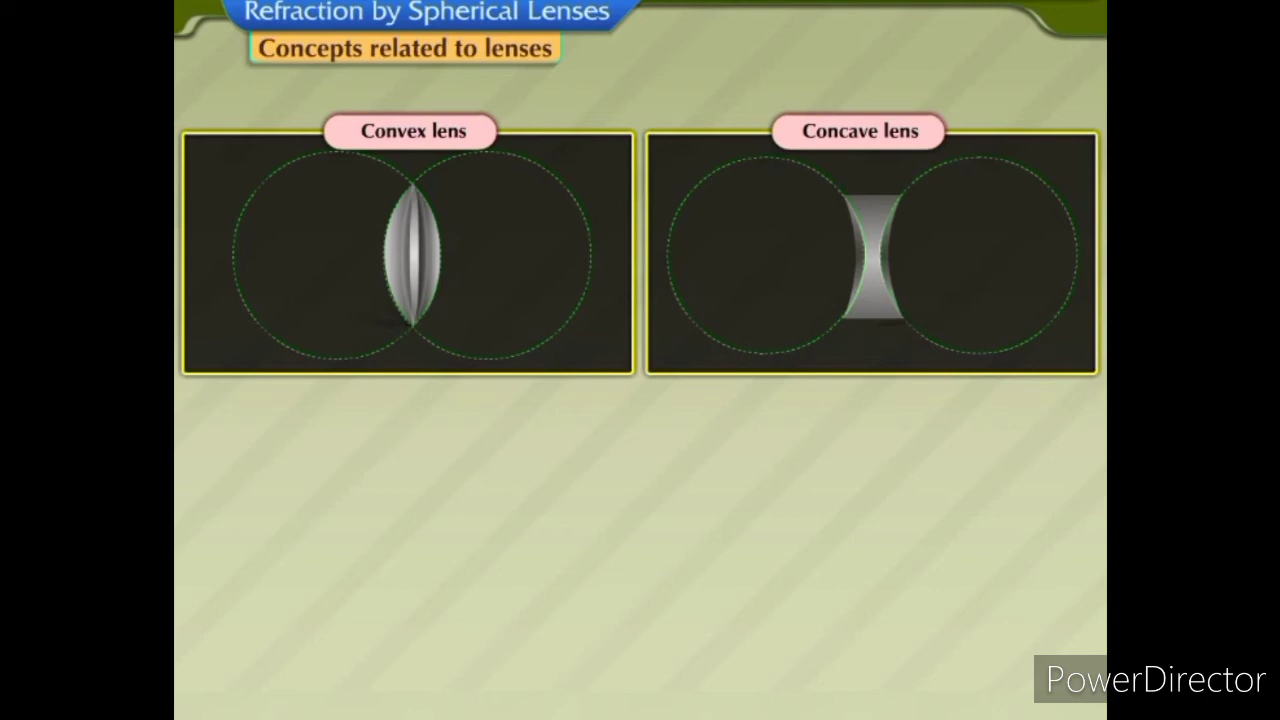 Refraction by Spherical Lenses
Concepts related to lenses
Convex lens
Concave lens
PowerDirector